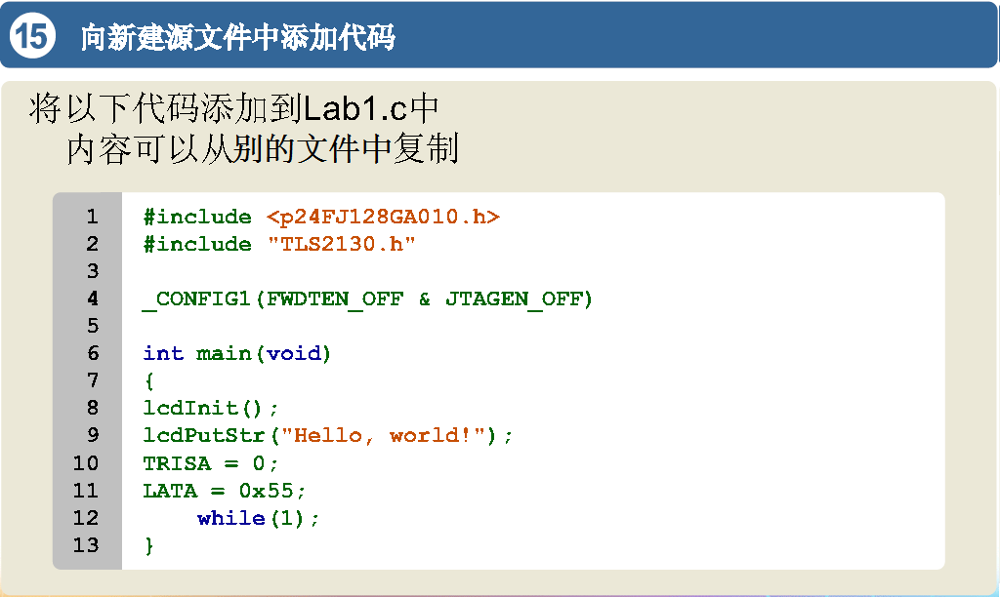 15 向新建源文件中添加代码
将以下代码添加到Lab1.c中
内容可以从别的文件中复制
1 #include <p24FJ128GA010.h>
2 #include "TLS2130.h"
3
4 _CONFIG1(FWDTEN_OFF & JTAGEN_OFF)
5
6 int main(void)
7 {
8 lcdInit();
9 lcdPutStr("Hello, world!");
10 TRISA = 0;
11 LATA = 0x55;
12 while(1);
13 }